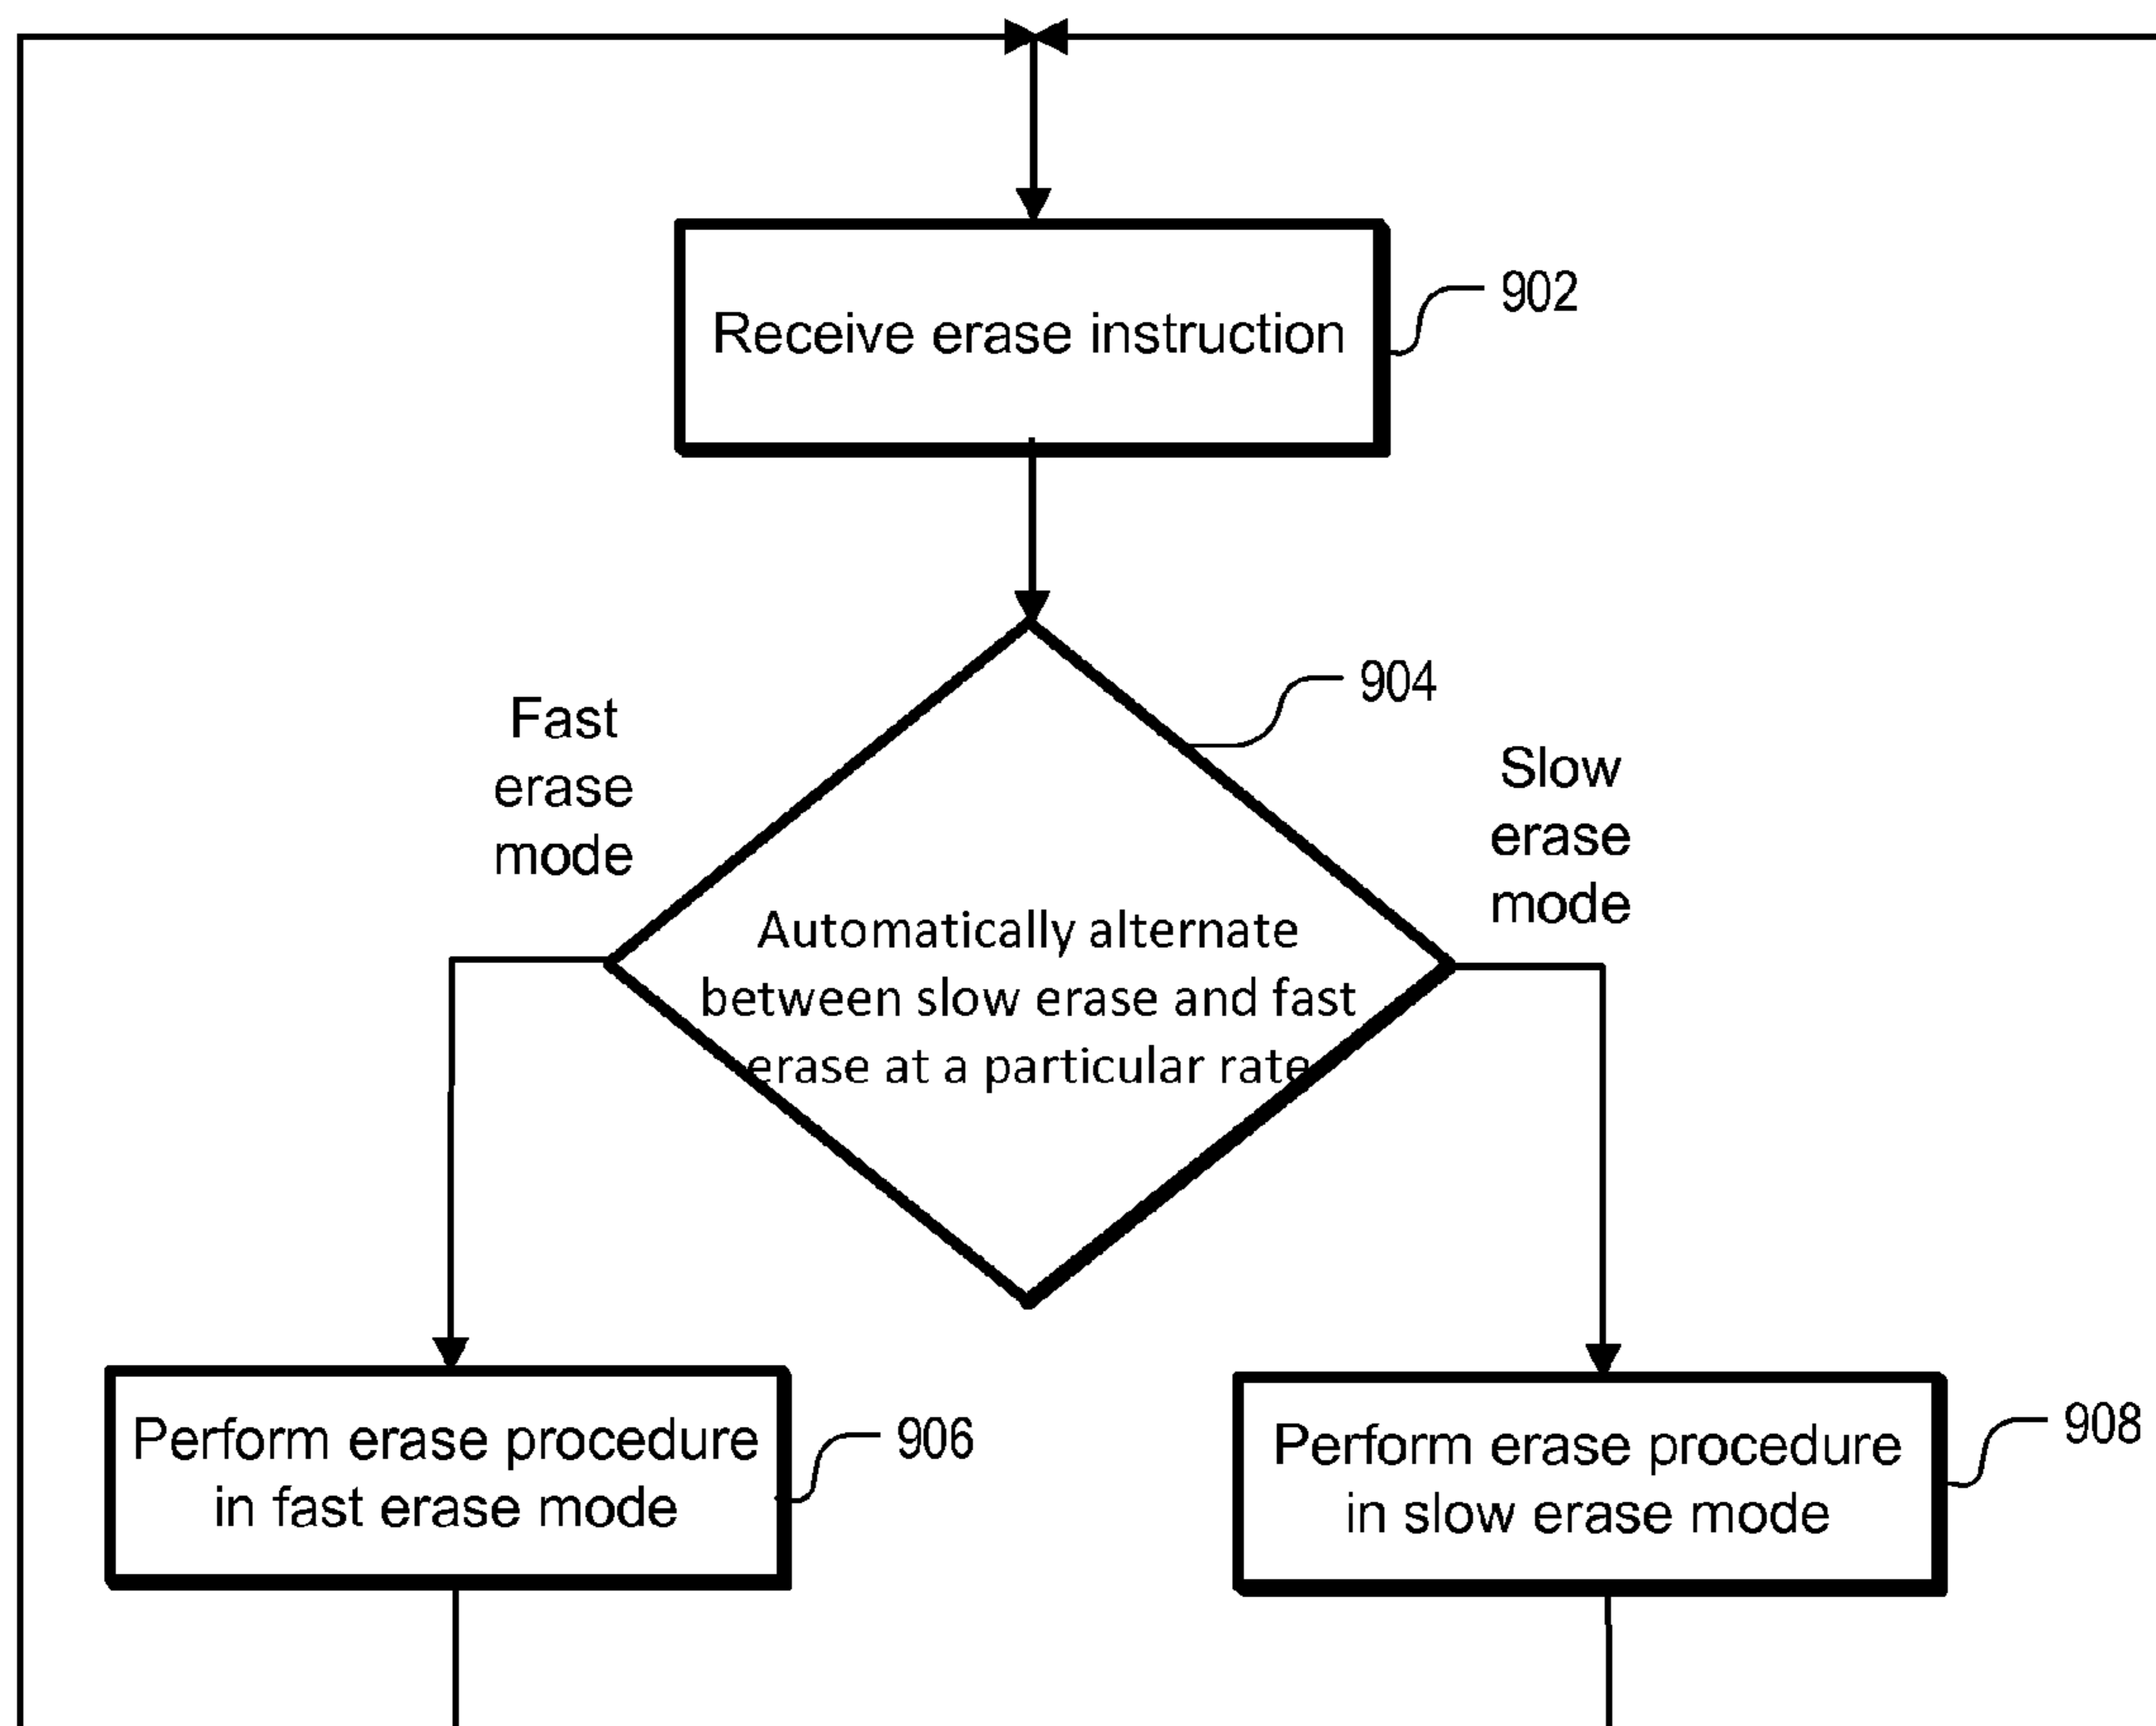 Receive erase instruction
902
904
Fast
erase
mode
Slow
erase
mode
Automatically alternate
between slow erase and fast
erase at a particular rate
Perform erase procedure
in fast erase mode
906
Perform erase procedure
in slow erase mode
908